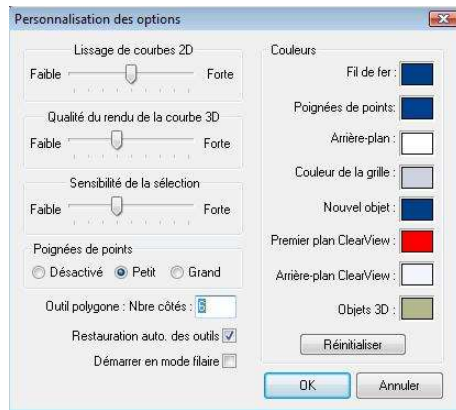 Personnalisation des options
Lissage de courbes 2D
Faible Forte
Qualité du rendu de la courbe 3D
Faible Forte
Sensibilité de la sélection
Faible Forte
Poignées de points
Désactivé Petit Grand
Outil polygone : Nbre côtés : 6
Restauration auto. des outils
Démarrer en mode filaire
Couleurs
Fil de fer :
Poignées de points:
Arrière-plan :
Couleur de la grille :
Nouvel objet :
Premier plan ClearView :
Arrière-plan ClearView :
Objets 3D :
Réinitialiser
OK Annuler